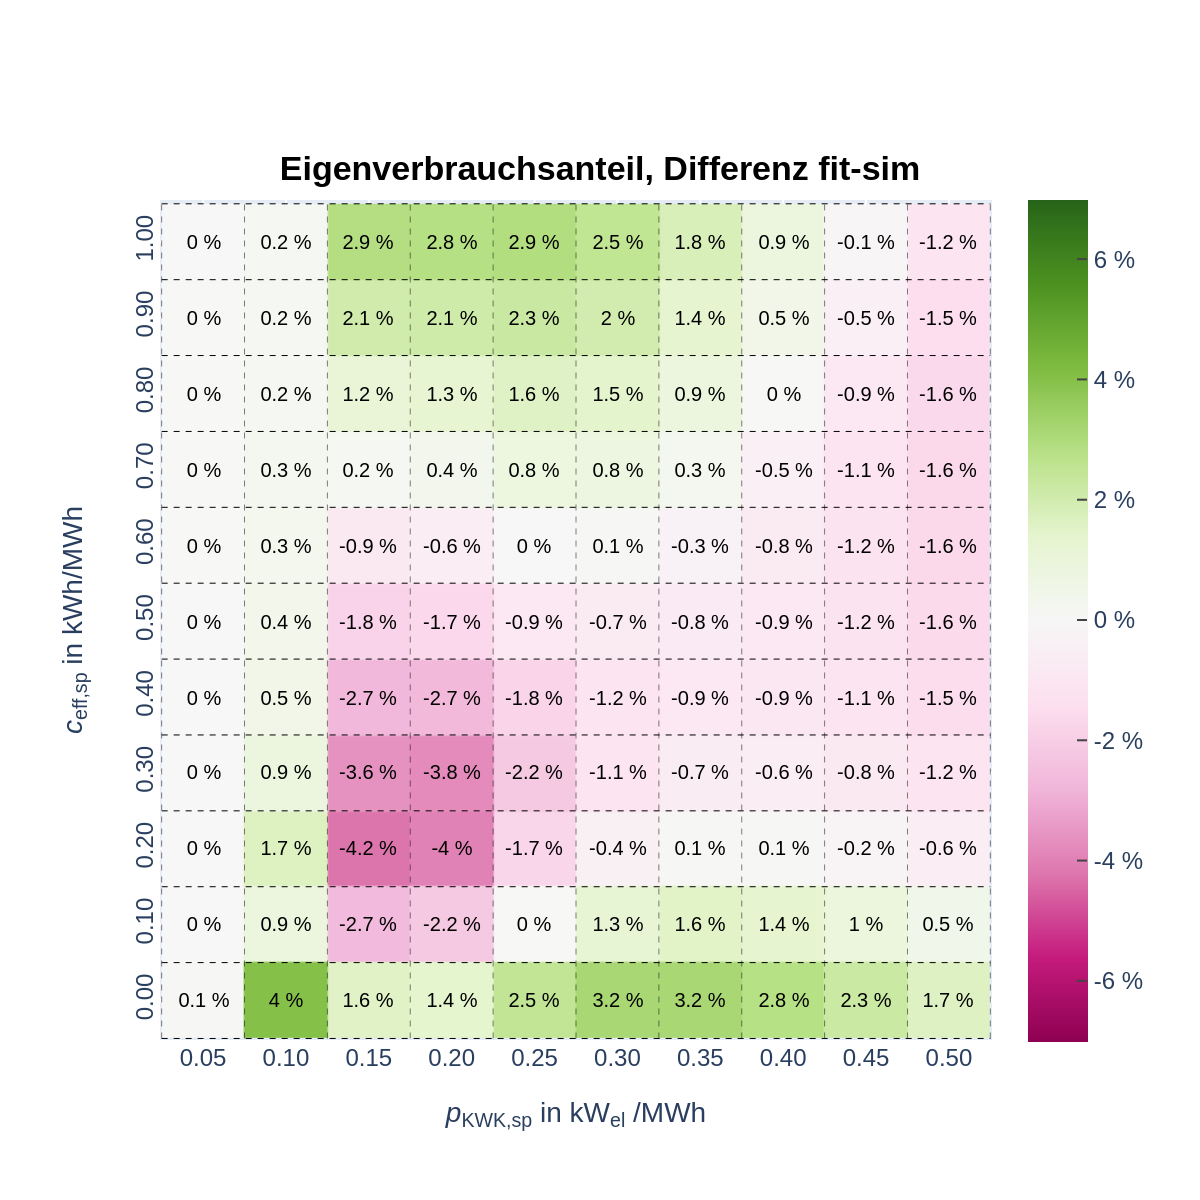 Eigenverbrauchsanteil, Differenz fit-sim
1.00 0 % 0.2 % 2.9 % 2.8 % 2.9 % 2.5 % 1.8 % 0.9 % -0.1 % -1.2 %
0.90 0 % 0.2 % 2.1 % 2.1 % 2.3 % 2 % 1.4 % 0.5 % -0.5 % -1.5 %
0.80 0 % 0.2 % 1.2 % 1.3 % 1.6 % 1.5 % 0.9 % 0 % -0.9 % -1.6 %
0.70 0 % 0.3 % 0.2 % 0.4 % 0.8 % 0.8 % 0.3 % -0.5 % -1.1 % -1.6 %
0.60 0 % 0.3 % -0.9 % -0.6 % 0 % 0.1 % -0.3 % -0.8 % -1.2 % -1.6 %
0.50 0 % 0.4 % -1.8 % -1.7 % -0.9 % -0.7 % -0.8 % -0.9 % -1.2 % -1.6 %
0.40 0 % 0.5 % -2.7 % -2.7 % -1.8 % -1.2 % -0.9 % -0.9 % -1.1 % -1.5 %
0.30 0 % 0.9 % -3.6 % -3.8 % -2.2 % -1.1 % -0.7 % -0.6 % -0.8 % -1.2 %
0.20 0 % 1.7 % -4.2 % -4 % -1.7 % -0.4 % 0.1 % 0.1 % -0.2 % -0.6 %
0.10 0 % 0.9 % -2.7 % -2.2 % 0 % 1.3 % 1.6 % 1.4 % 1 % 0.5 %
0.00 0.1 % 4 % 1.6 % 1.4 % 2.5 % 3.2 % 3.2 % 2.8 % 2.3 % 1.7 %
0.05 0.10 0.15 0.20 0.25 0.30 0.35 0.40 0.45 0.50
p KWK,sp in kW el /MWh
c eff,sp in kWh/MWh
6 %
4 %
2 %
0 %
-2 %
-4 %
-6 %